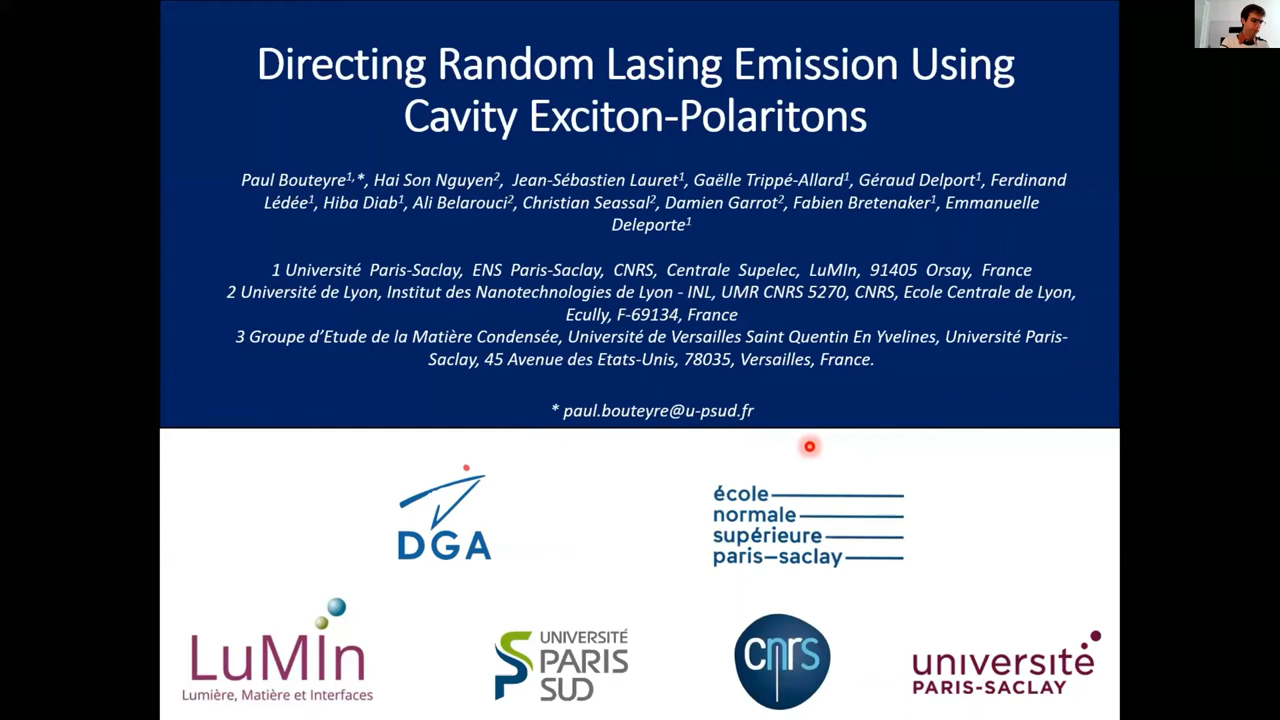 Directing Random Lasing Emission Using
Cavity Exciton-Polaritons
Paul Bouteyre¹,*, Hai Son Nguyen², Jean-Sébastien Lauret¹, Gaëlle Trippé-Allard¹, Géraud Delport¹, Ferdinand
Lédée¹, Hiba Diab¹, Ali Belarouci², Christian Seassal², Damien Garrot², Fabien Bretenaker¹, Emmanuelle
Deleporte¹
1 Université Paris-Saclay, ENS Paris-Saclay, CNRS, Centrale Supelec, LuMIn, 91405 Orsay, France
2 Université de Lyon, Institut des Nanotechnologies de Lyon - INL, UMR CNRS 5270, CNRS, Ecole Centrale de Lyon,
Ecully, F-69134, France
3 Groupe d’Etude de la Matière Condensée, Université de Versailles Saint Quentin En Yvelines, Université Paris-
Saclay, 45 Avenue des Etats-Unis, 78035, Versailles, France.
* paul.bouteyre@u-psud.fr
DGA
école
normale
supérieure
paris-saclay
LuMIn
Lumière, Matière et Interfaces
UNIVERSITÉ
PARIS
SUD
cnrs
université
PARIS-SACLAY